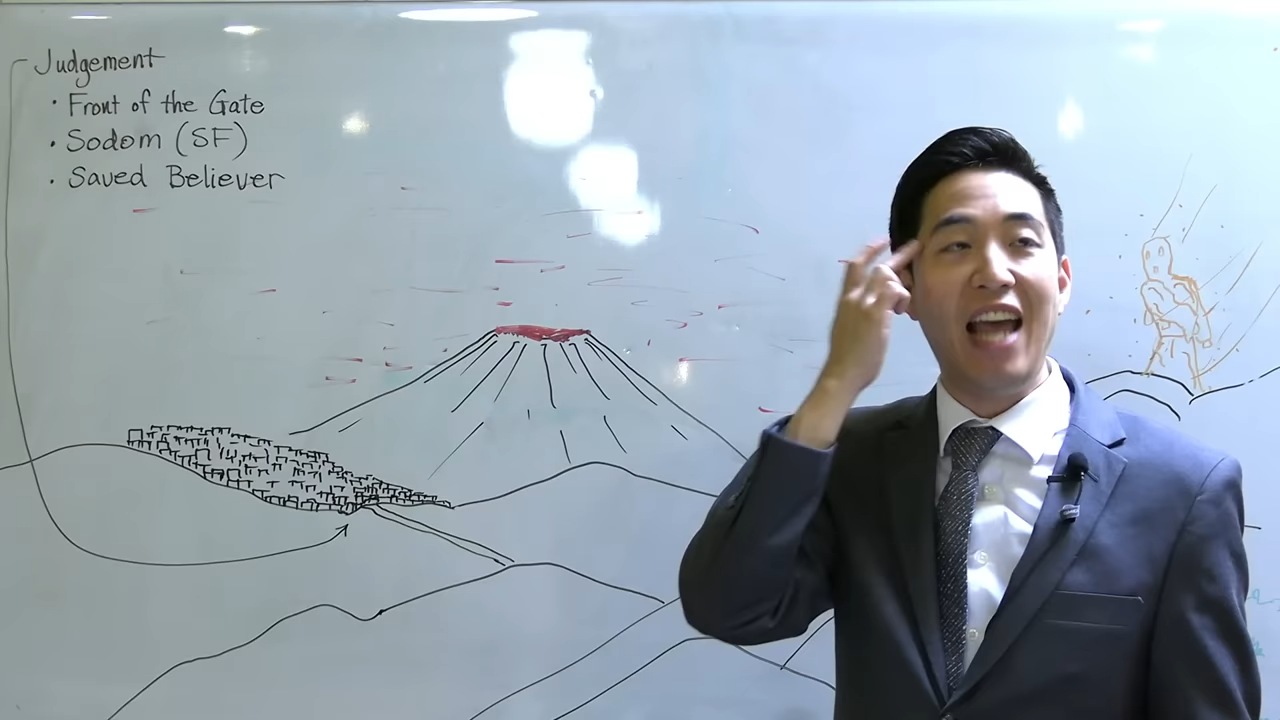 Judgement
· Front of the Gate
· Sodom (SF)
· Saved Believer